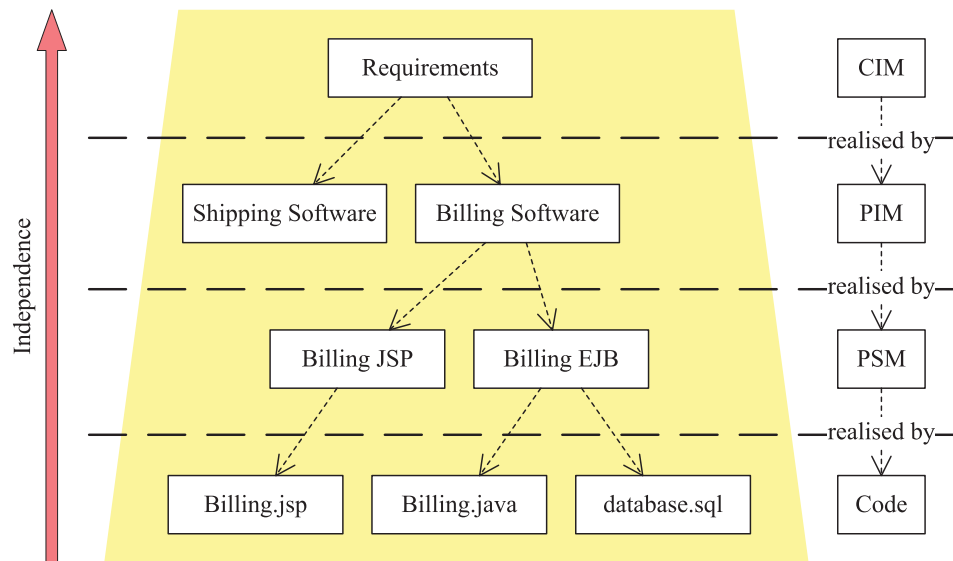 Requirements
CIM
realised by
Shipping Software
Billing Software
PIM
Independence
realised by
Billing JSP
Billing EJB
PSM
realised by
Billing.jsp
Billing.java
database.sql
Code